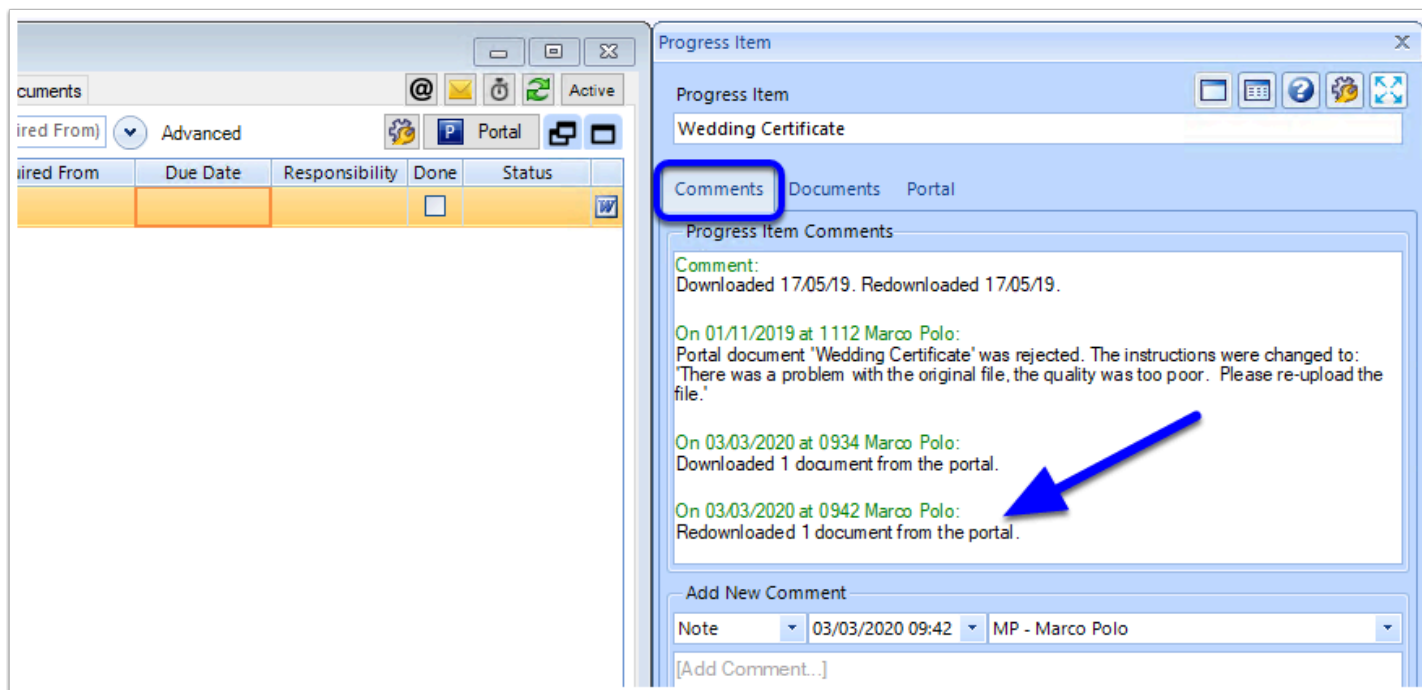 Progress Item
cuments
@
Active
ired From)
Advanced
P Portal
uired From Due Date Responsibility Done Status
W
Progress Item
Wedding Certificate
Comments Documents Portal
Progress Item Comments
Comment:
Downloaded 17/05/19. Redownloaded 17/05/19.
On 01/11/2019 at 1112 Marco Polo:
Portal document 'Wedding Certificate' was rejected. The instructions were changed to:
'There was a problem with the original file, the quality was too poor.  Please re-upload the
file.'
On 03/03/2020 at 0934 Marco Polo:
Downloaded 1 document from the portal.
On 03/03/2020 at 0942 Marco Polo:
Redownloaded 1 document from the portal.
Add New Comment
Note 03/03/2020 09:42 MP - Marco Polo
[Add Comment...]